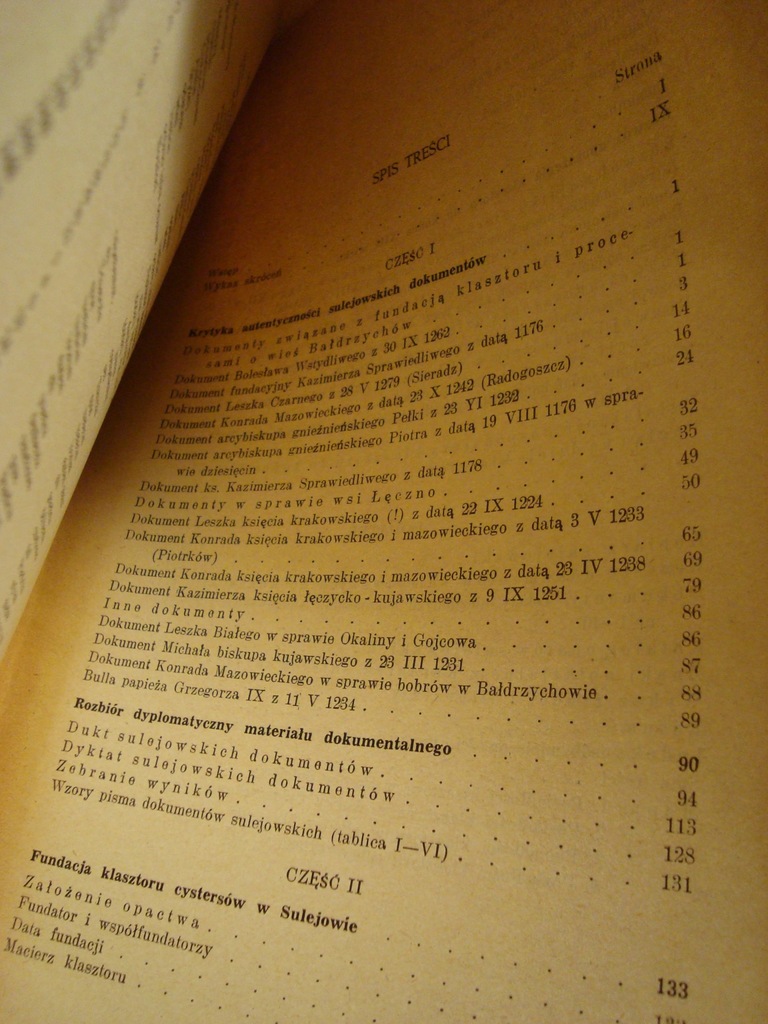 SPIS TREŚCI
Strona
Wstęp . . . I
Wykaz skróceń . . . IX
CZĘŚĆ I
Krytyka autentyczności sulejowskich dokumentów . . . 1
Dokumenty związane z fundacją klasztoru i proce-
sami o wieś Bałdrzychów . . . 1
Dokument Bolesława Wstydliwego z 30 IX 1262 . . . 1
Dokument fundacyjny Kazimierza Sprawiedliwego z datą 1176 . . . 3
Dokument Leszka Czarnego z 28 V 1279 (Sieradz) . . . 14
Dokument Konrada Mazowieckiego z datą 23 X 1242 (Radogoszcz) . . . 16
Dokument arcybiskupa gnieźnieńskiego Pełki z 23 VI 1232 . . . 24
Dokument arcybiskupa gnieźnieńskiego Piotra z datą 19 VIII 1176 w spra-
wie dziesięcin . . . 32
Dokument ks. Kazimierza Sprawiedliwego z datą 1178 . . . 35
Dokumenty w sprawie wsi Łęczno . . . 49
Dokument Leszka księcia krakowskiego (!) z datą 22 IX 1224 . . . 50
Dokument Konrada księcia krakowskiego i mazowieckiego z datą 3 V 1233
(Piotrków) . . . 65
Dokument Konrada księcia krakowskiego i mazowieckiego z datą 23 IV 1238 69
Dokument Kazimierza księcia łęczycko-kujawskiego z 9 IX 1251 . . . 79
Inne dokumenty . . . 86
Dokument Leszka Białego w sprawie Okaliny i Gojcowa . . . 86
Dokument Michała biskupa kujawskiego z 23 III 1231 . . . 87
Dokument Konrada Mazowieckiego w sprawie bobrów w Bałdrzychowie . . . 88
Bulla papieża Grzegorza IX z 11 V 1234 . . . 89
Rozbiór dyplomatyczny materiału dokumentalnego . . . 90
Dukt sulejowskich dokumentów . . . 94
Dyktat sulejowskich dokumentów . . . 113
Zebranie wyników . . . 128
Wzory pisma dokumentów sulejowskich (tablica I—VI) . . . 131
CZĘŚĆ II
Fundacja klasztoru cystersów w Sulejowie . . . 133
Założenie opactwa . . .
Fundator i współfundatorzy . . .
Data fundacji . . .
Macierz klasztoru . . .